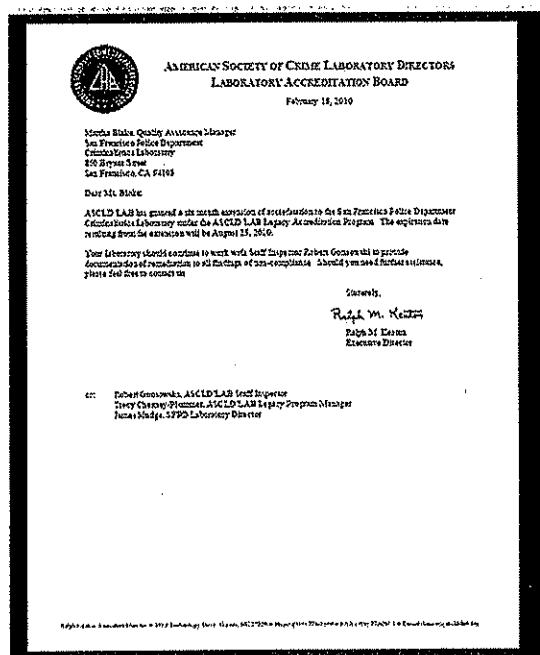 AMERICAN SOCIETY OF CRIME LABORATORY DIRECTORS
LABORATORY ACCREDITATION BOARD
February 18, 2010
Martha Blake, Quality Assurance Manager
San Francisco Police Department
Criminalistics Laboratory
850 Bryant Street
San Francisco, CA 94103
Dear Ms. Blake:
ASCLD/LAB has granted a six month extension of accreditation to the San Francisco Police Department
Criminalistics Laboratory under the ASCLD/LAB Legacy Accreditation Program. The expiration date
resulting from the extension will be August 25, 2010.
Your laboratory should continue to work with Staff Inspector Robert Gonsowski to provide
documentation of remediation to all findings of non-compliance. Should you need further assistance,
please feel free to contact us.
Sincerely,
Ralph M. Keaton
Ralph M. Keaton
Executive Director
cc: Robert Gonsowski, ASCLD/LAB Staff Inspector
Tracy ASCLD/LAB Legacy Program Manager
James Mudge, SFPD Laboratory Director